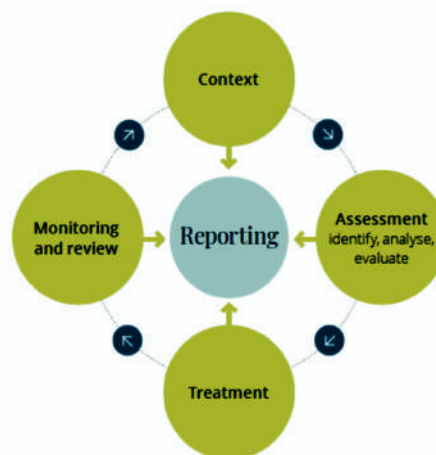 Context
Assessment
identify, analyse,
evaluate
Reporting
Monitoring
and review
Treatment